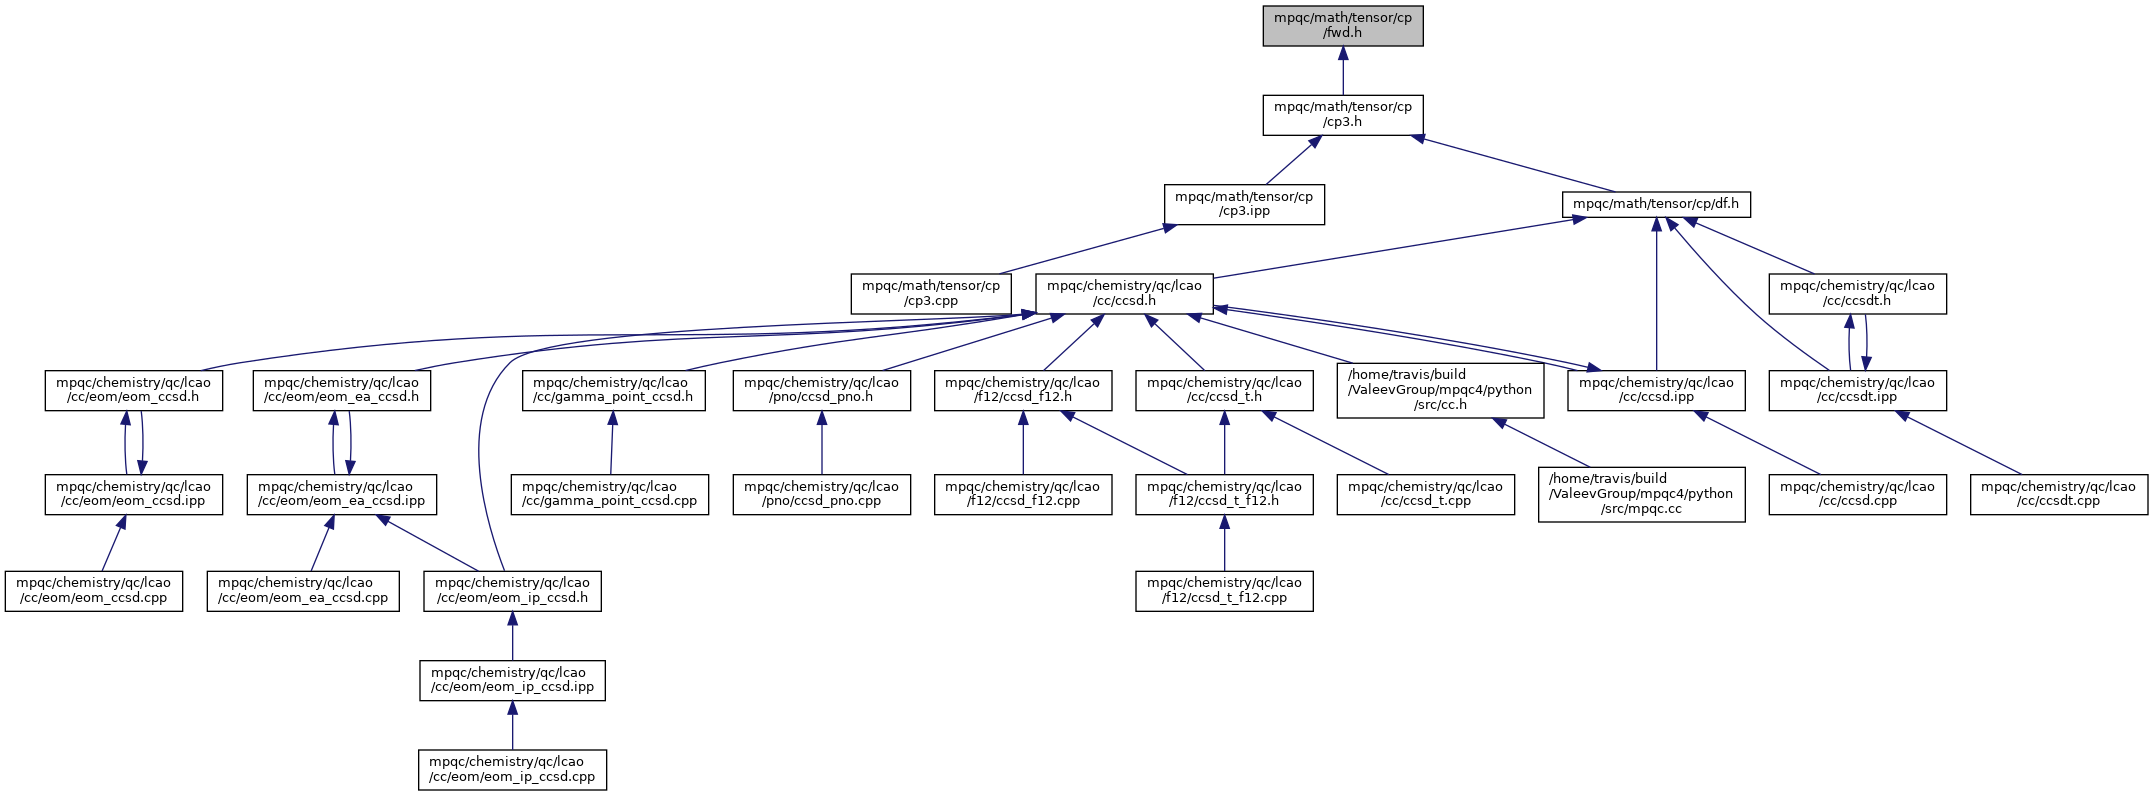 mpqc/math/tensor/cp
/fwd.h
mpqc/math/tensor/cp
/cp3.h
mpqc/math/tensor/cp
/cp3.ipp
mpqc/math/tensor/cp/df.h
mpqc/math/tensor/cp
/cp3.cpp
mpqc/chemistry/qc/lcao
/cc/ccsd.h
mpqc/chemistry/qc/lcao
/cc/ccsdt.h
mpqc/chemistry/qc/lcao
/cc/eom/eom_ccsd.h
mpqc/chemistry/qc/lcao
/cc/eom/eom_ea_ccsd.h
mpqc/chemistry/qc/lcao
/cc/gamma_point_ccsd.h
mpqc/chemistry/qc/lcao
/pno/ccsd_pno.h
mpqc/chemistry/qc/lcao
/f12/ccsd_f12.h
mpqc/chemistry/qc/lcao
/cc/ccsd_t.h
/home/travis/build
/ValeevGroup/mpqc4/python
/src/cc.h
mpqc/chemistry/qc/lcao
/cc/ccsd.ipp
mpqc/chemistry/qc/lcao
/cc/ccsdt.ipp
mpqc/chemistry/qc/lcao
/cc/eom/eom_ccsd.ipp
mpqc/chemistry/qc/lcao
/cc/eom/eom_ea_ccsd.ipp
mpqc/chemistry/qc/lcao
/cc/gamma_point_ccsd.cpp
mpqc/chemistry/qc/lcao
/pno/ccsd_pno.cpp
mpqc/chemistry/qc/lcao
/f12/ccsd_f12.cpp
mpqc/chemistry/qc/lcao
/f12/ccsd_t_f12.h
mpqc/chemistry/qc/lcao
/cc/ccsd_t.cpp
/home/travis/build
/ValeevGroup/mpqc4/python
/src/mpqc.cc
mpqc/chemistry/qc/lcao
/cc/ccsd.cpp
mpqc/chemistry/qc/lcao
/cc/ccsdt.cpp
mpqc/chemistry/qc/lcao
/cc/eom/eom_ccsd.cpp
mpqc/chemistry/qc/lcao
/cc/eom/eom_ea_ccsd.cpp
mpqc/chemistry/qc/lcao
/cc/eom/eom_ip_ccsd.h
mpqc/chemistry/qc/lcao
/f12/ccsd_t_f12.cpp
mpqc/chemistry/qc/lcao
/cc/eom/eom_ip_ccsd.ipp
mpqc/chemistry/qc/lcao
/cc/eom/eom_ip_ccsd.cpp